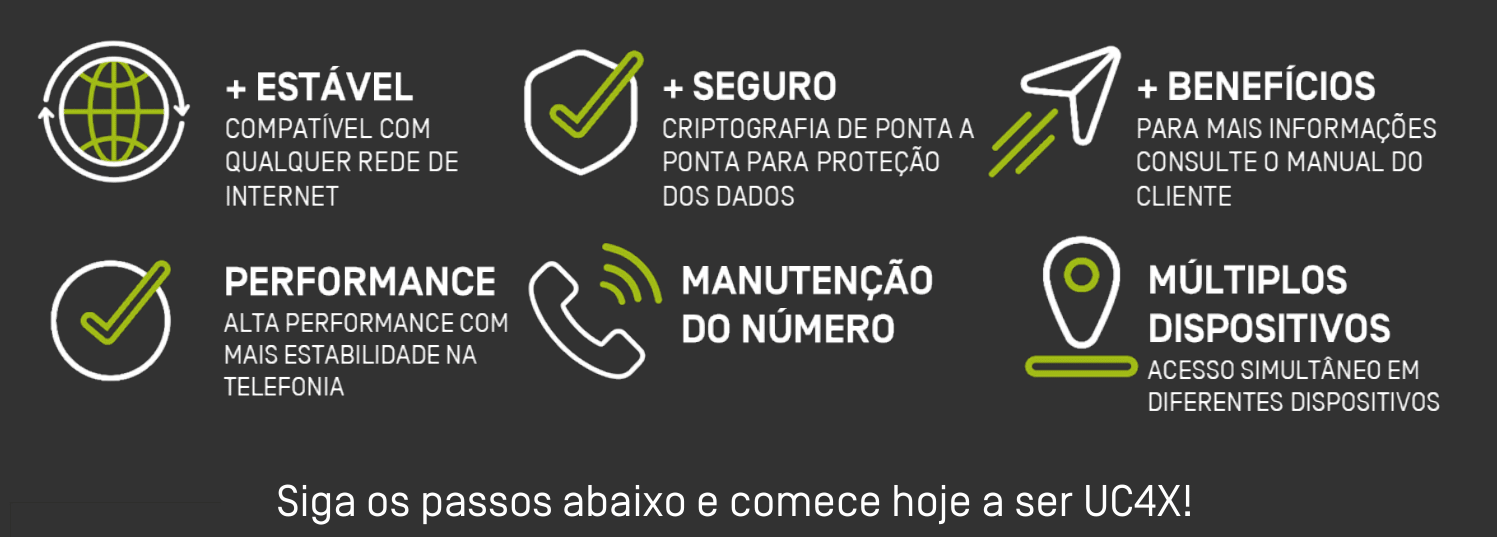 + ESTÁVEL
COMPATÍVEL COM
QUALQUER REDE DE
INTERNET
+ SEGURO
CRIPTOGRAFIA DE PONTA A
PONTA PARA PROTEÇÃO
DOS DADOS
+ BENEFÍCIOS
PARA MAIS INFORMAÇÕES
CONSULTE O MANUAL DO
CLIENTE
PERFORMANCE
ALTA PERFORMANCE COM
MAIS ESTABILIDADE NA
TELEFONIA
MANUTENÇÃO
DO NÚMERO
MÚLTIPLOS
DISPOSITIVOS
ACESSO SIMULTÂNEO EM
DIFERENTES DISPOSITIVOS
Siga os passos abaixo e comece hoje a ser UC4X!